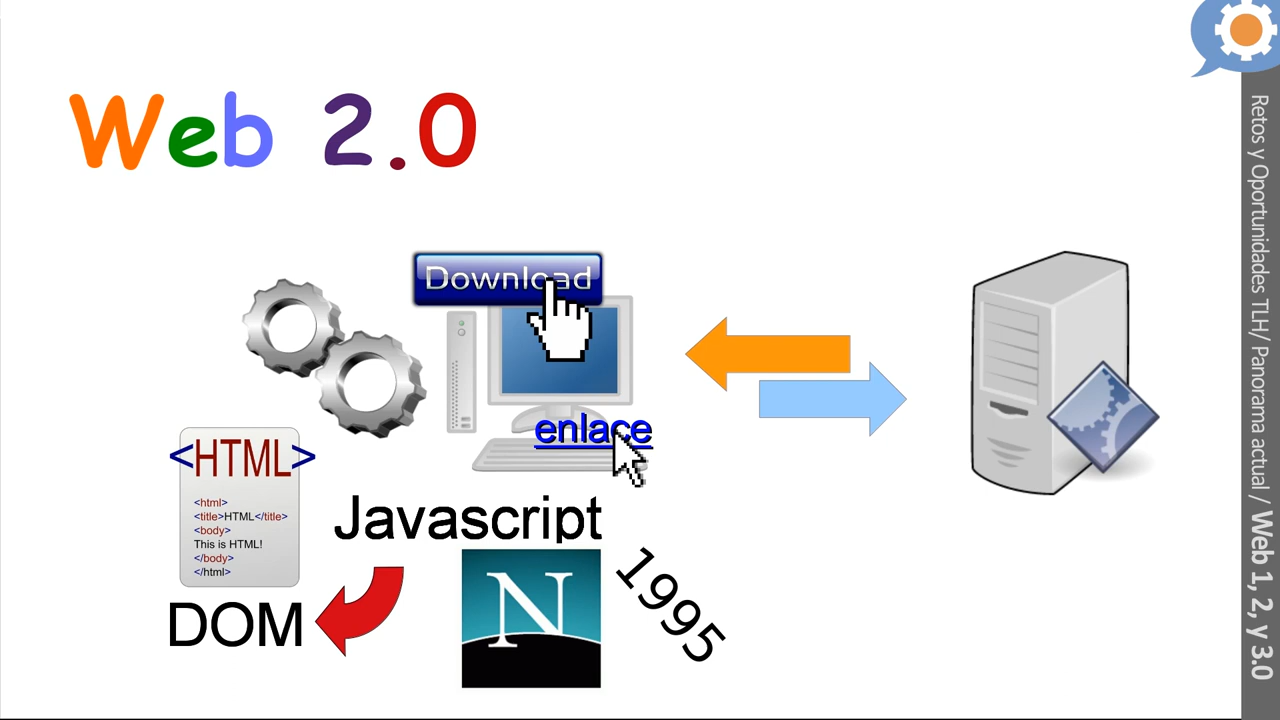 Web 2.0
Download
enlace
<HTML>
<html>
<title>HTML</title>
<body>
This is HTML!
</body>
</html>
Javascript
DOM
N
1995
Retos y Oportunidades TLH/ Panorama actual / Web 1, 2, y 3.0